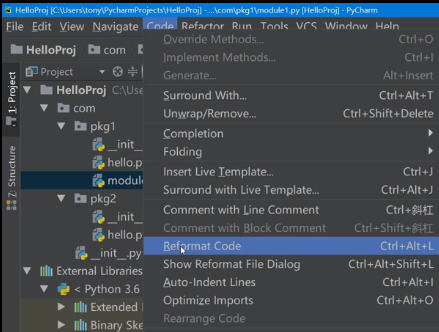 HelloProj [C:\Users\tony\PycharmProjects\HelloProj] - ...\com\pkg1\module1.py [HelloProj] - PyCharm
File Edit View Navigate Code Refactor Run Tools VCS Window Help
HelloProj com
Project
HelloProj C:\Use
com
pkg1
__init_
hello.p
modul
pkg2
__init_
hello.p
__init__.py
External Libraries
< Python 3.6
Extended
Binary Ske
1: Project
7: Structure
Override Methods... Ctrl+O
Implement Methods... Ctrl+I
Generate... Alt+Insert
Surround With... Ctrl+Alt+T
Unwrap/Remove... Ctrl+Shift+Delete
Completion
Folding
Insert Live Template... Ctrl+J
Surround with Live Template... Ctrl+Alt+J
Comment with Line Comment Ctrl+斜杠
Comment with Block Comment Ctrl+Shift+斜杠
Reformat Code Ctrl+Alt+L
Show Reformat File Dialog Ctrl+Alt+Shift+L
Auto-Indent Lines Ctrl+Alt+I
Optimize Imports Ctrl+Alt+O
Rearrange Code